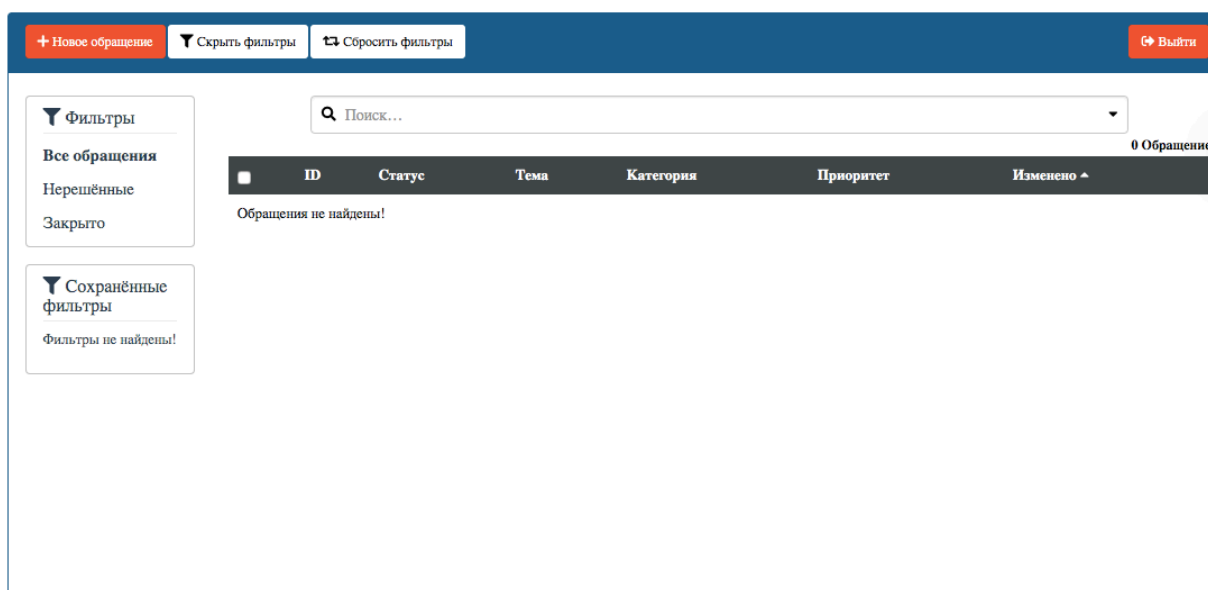 Новое обращение Скрыть фильтры Сбросить фильтры Выйти
Фильтры
Все обращения
Нерешённые
Закрыто
Сохранённые
фильтры
Фильтры не найдены!
Поиск...
0 Обращение
ID Статус Тема Категория Приоритет Изменено
Обращения не найдены!